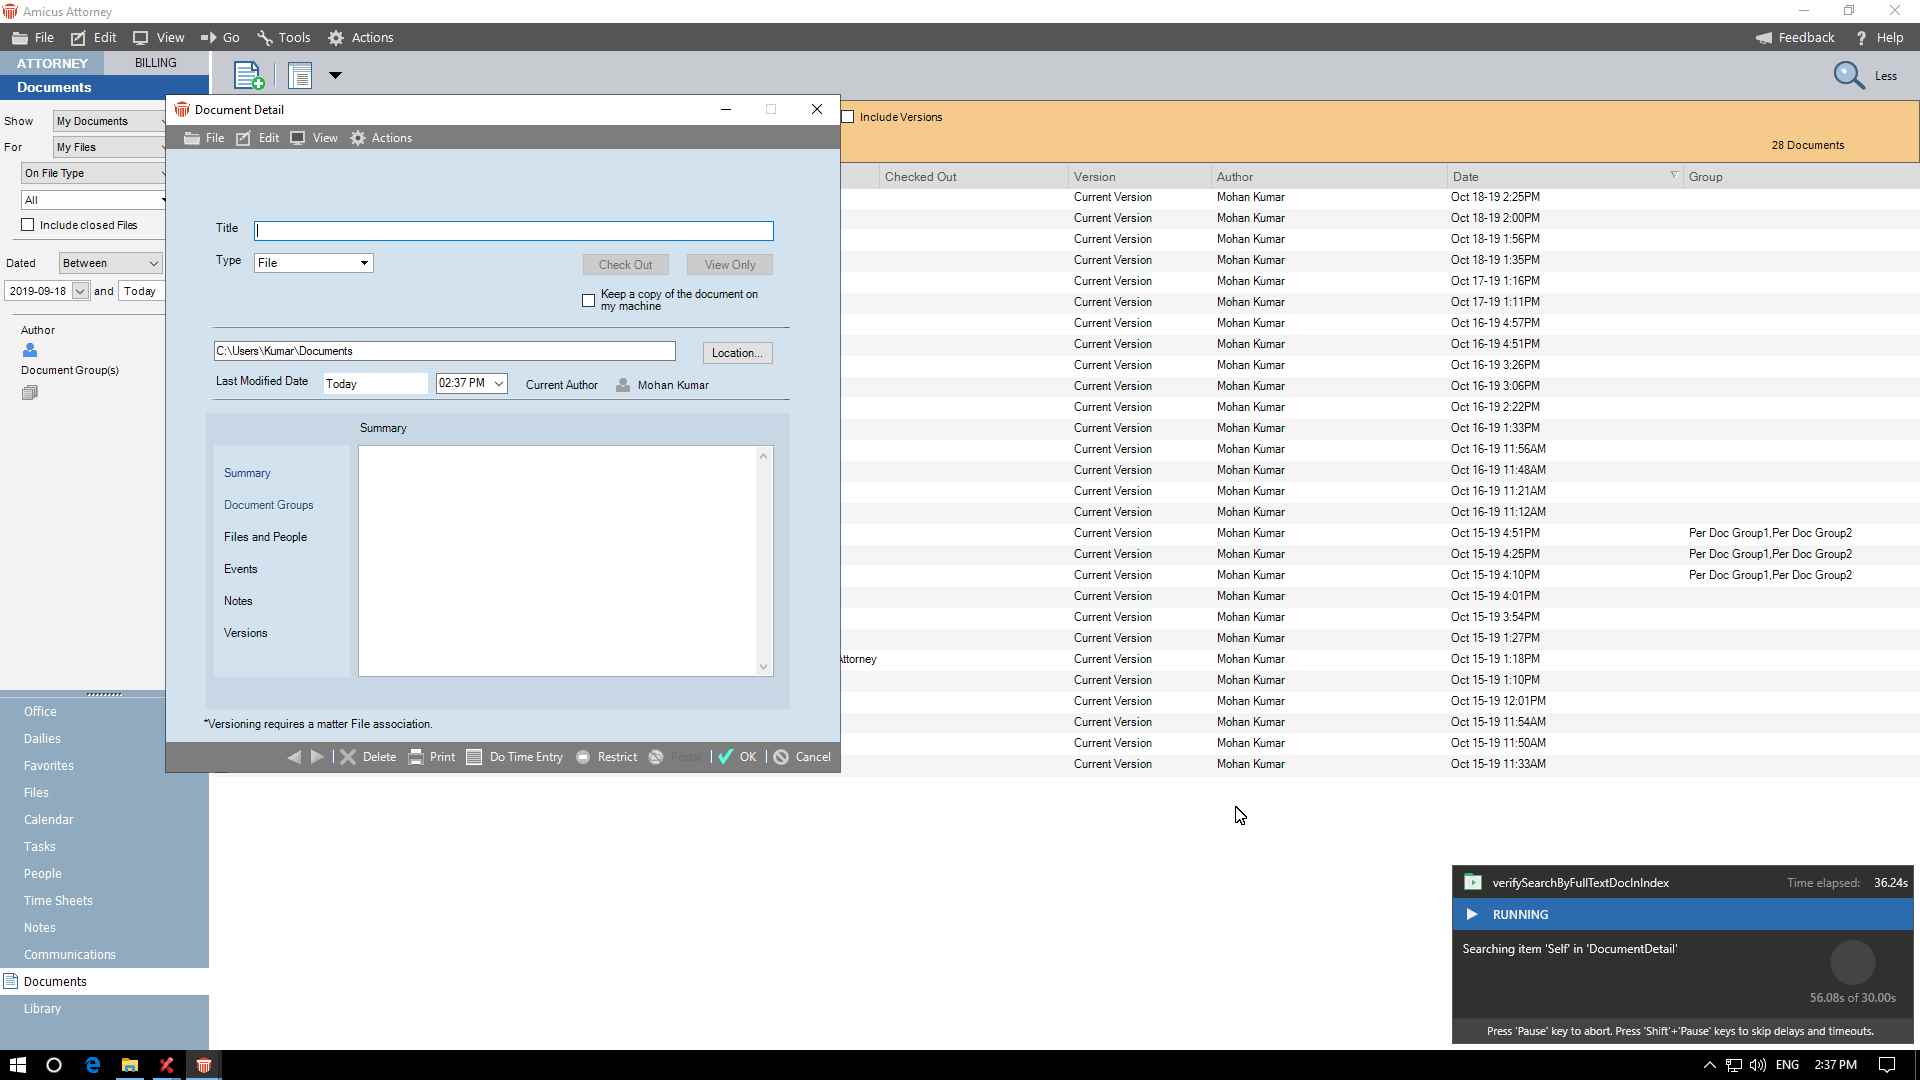 Amicus Attorney
File Edit View Go Tools Actions Feedback Help
ATTORNEY BILLING
Less
Documents
Show My Documents
For My Files
On File Type
All
Include closed Files
Dated Between
2019-09-18 and Today
Author
Document Group(s)
Office
Dailies
Favorites
Files
Calendar
Tasks
People
Time Sheets
Notes
Communications
Documents
Library
Document Detail
File Edit View Actions
Title
Type File Check Out View Only
Keep a copy of the document on
my machine
C:\Users\Kumar\Documents Location...
Last Modified Date Today 02:37 PM Current Author Mohan Kumar
Summary
Summary
Document Groups
Files and People
Events
Notes
Versions
*Versioning requires a matter File association.
Delete Print Do Time Entry Restrict Portal OK Cancel
Include Versions
28 Documents
Checked Out Version Author Date Group
Current Version Mohan Kumar Oct 18-19 2:25PM
Current Version Mohan Kumar Oct 18-19 2:00PM
Current Version Mohan Kumar Oct 18-19 1:56PM
Current Version Mohan Kumar Oct 18-19 1:35PM
Current Version Mohan Kumar Oct 17-19 1:16PM
Current Version Mohan Kumar Oct 17-19 1:11PM
Current Version Mohan Kumar Oct 16-19 4:57PM
Current Version Mohan Kumar Oct 16-19 4:51PM
Current Version Mohan Kumar Oct 16-19 3:26PM
Current Version Mohan Kumar Oct 16-19 3:06PM
Current Version Mohan Kumar Oct 16-19 2:22PM
Current Version Mohan Kumar Oct 16-19 1:33PM
Current Version Mohan Kumar Oct 16-19 11:56AM
Current Version Mohan Kumar Oct 16-19 11:48AM
Current Version Mohan Kumar Oct 16-19 11:21AM
Current Version Mohan Kumar Oct 16-19 11:12AM
Current Version Mohan Kumar Oct 15-19 4:51PM Per Doc Group1,Per Doc Group2
Current Version Mohan Kumar Oct 15-19 4:25PM Per Doc Group1,Per Doc Group2
Current Version Mohan Kumar Oct 15-19 4:10PM Per Doc Group1,Per Doc Group2
Current Version Mohan Kumar Oct 15-19 4:01PM
Current Version Mohan Kumar Oct 15-19 3:54PM
Current Version Mohan Kumar Oct 15-19 1:27PM
Attorney Current Version Mohan Kumar Oct 15-19 1:18PM
Current Version Mohan Kumar Oct 15-19 1:10PM
Current Version Mohan Kumar Oct 15-19 12:01PM
Current Version Mohan Kumar Oct 15-19 11:54AM
Current Version Mohan Kumar Oct 15-19 11:50AM
Current Version Mohan Kumar Oct 15-19 11:33AM
verifySearchByFullTextDocInIndex Time elapsed: 36.24s
RUNNING
Searching item 'Self' in 'DocumentDetail'
56.08s of 30.00s
Press 'Pause' key to abort. Press 'Shift'+'Pause' keys to skip delays and timeouts.
ENG 2:37 PM